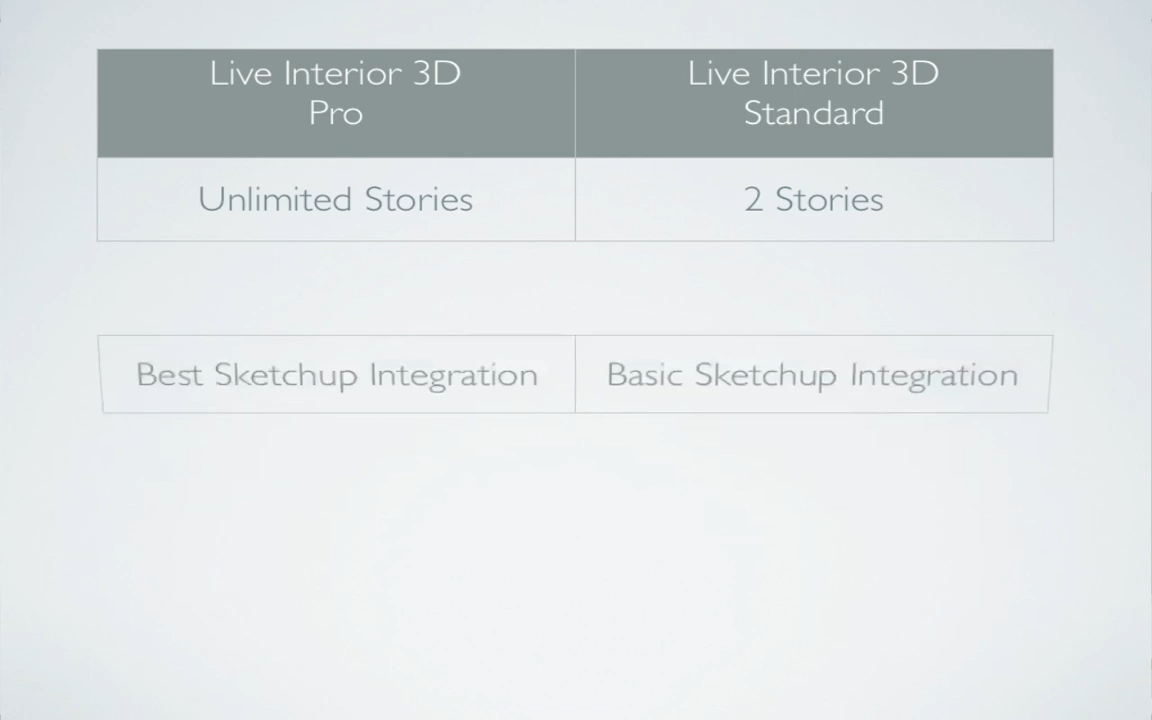 Live Interior 3D
Pro
Live Interior 3D
Standard
Unlimited Stories
2 Stories
Best Sketchup Integration
Basic Sketchup Integration